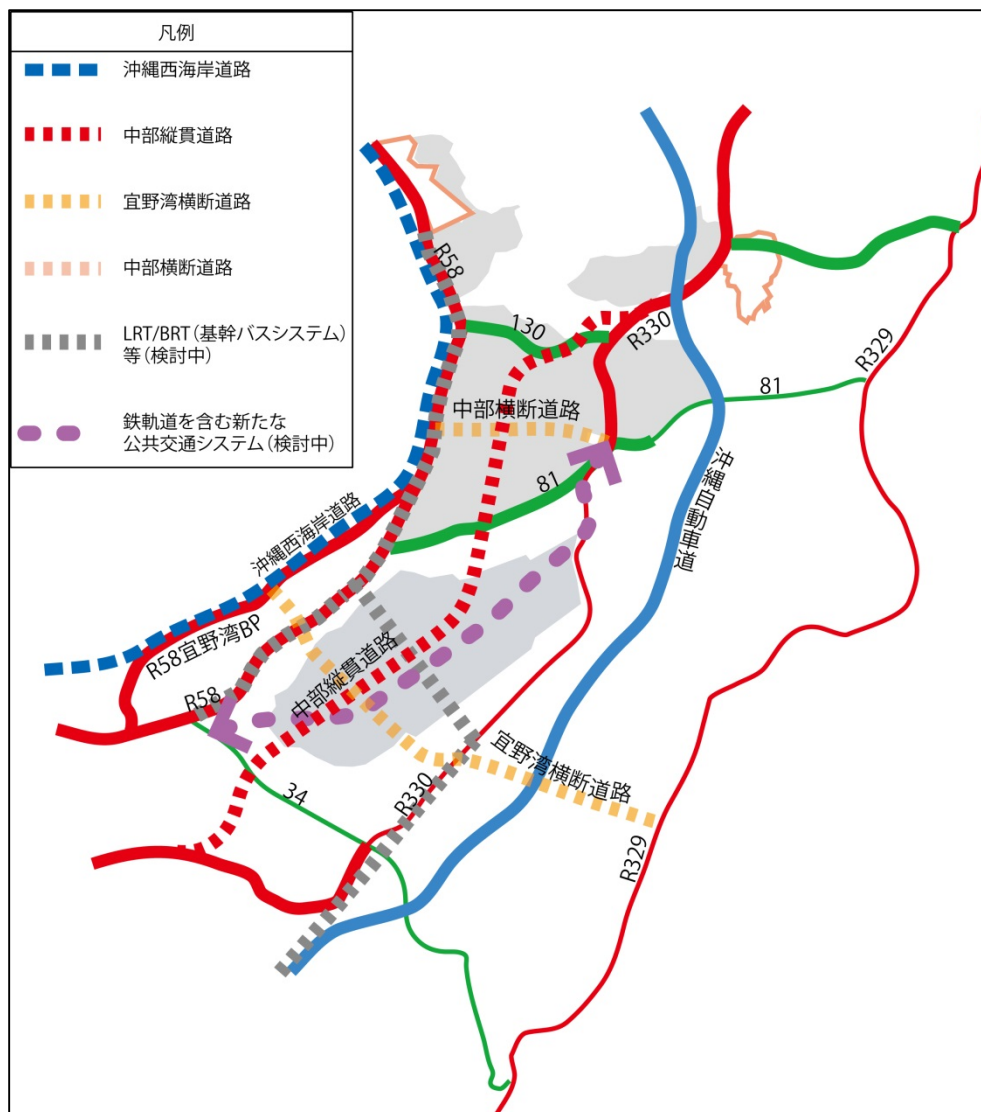 凡例
沖縄西海岸道路
中部縦貫道路
宜野湾横断道路
中部横断道路
LRT/BRT(基幹バスシステム)
等(検討中)
鉄軌道を含む新たな
公共交通システム(検討中)
R58
130
R330
R329
81
中部横断道路
81
沖縄自動車道
沖縄西海岸道路
R58宜野湾BP
中部縦貫道路
R58
宜野湾横断道路
R330
34
R329